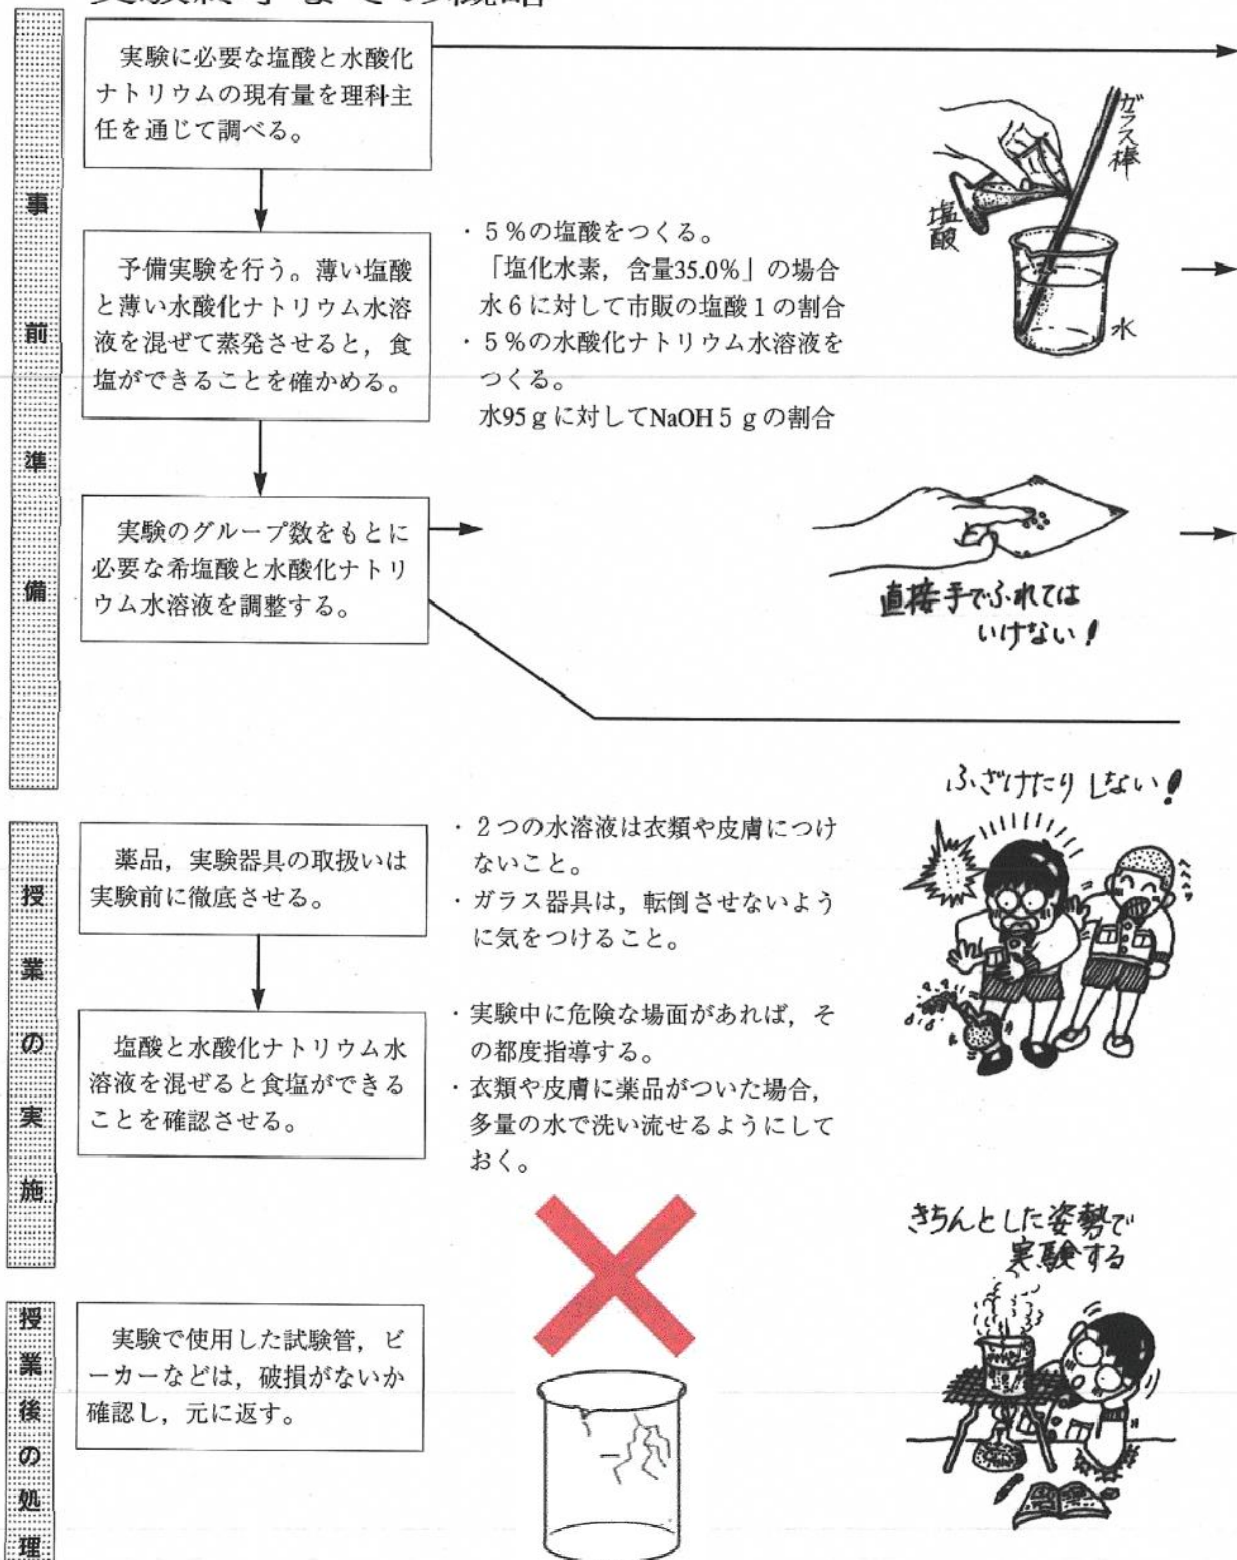 事前準備
実験に必要な塩酸と水酸化
ナトリウムの現有量を理科主
任を通じて調べる。
ガラス棒
塩酸
水
予備実験を行う。薄い塩酸
と薄い水酸化ナトリウム水溶
液を混ぜて蒸発させると，食
塩ができることを確かめる。
・5％の塩酸をつくる。
「塩化水素，含量35.0％」の場合
水6に対して市販の塩酸1の割合
・5％の水酸化ナトリウム水溶液を
つくる。
水95gに対してNaOH 5gの割合
実験のグループ数をもとに
必要な希塩酸と水酸化ナトリ
ウム水溶液を調整する。
直接手でふれては
いけない！
授業の実施
薬品，実験器具の取扱いは
実験前に徹底させる。
・2つの水溶液は衣類や皮膚につけ
ないこと。
・ガラス器具は，転倒させないよう
に気をつけること。
ふざけたりしない！
塩酸と水酸化ナトリウム水
溶液を混ぜると食塩ができる
ことを確認させる。
・実験中に危険な場面があれば，そ
の都度指導する。
・衣類や皮膚に薬品がついた場合，
多量の水で洗い流せるようにして
おく。
きちんとした姿勢で
実験する
授業後の処理
実験で使用した試験管，ビ
ーカーなどは，破損がないか
確認し，元に返す。